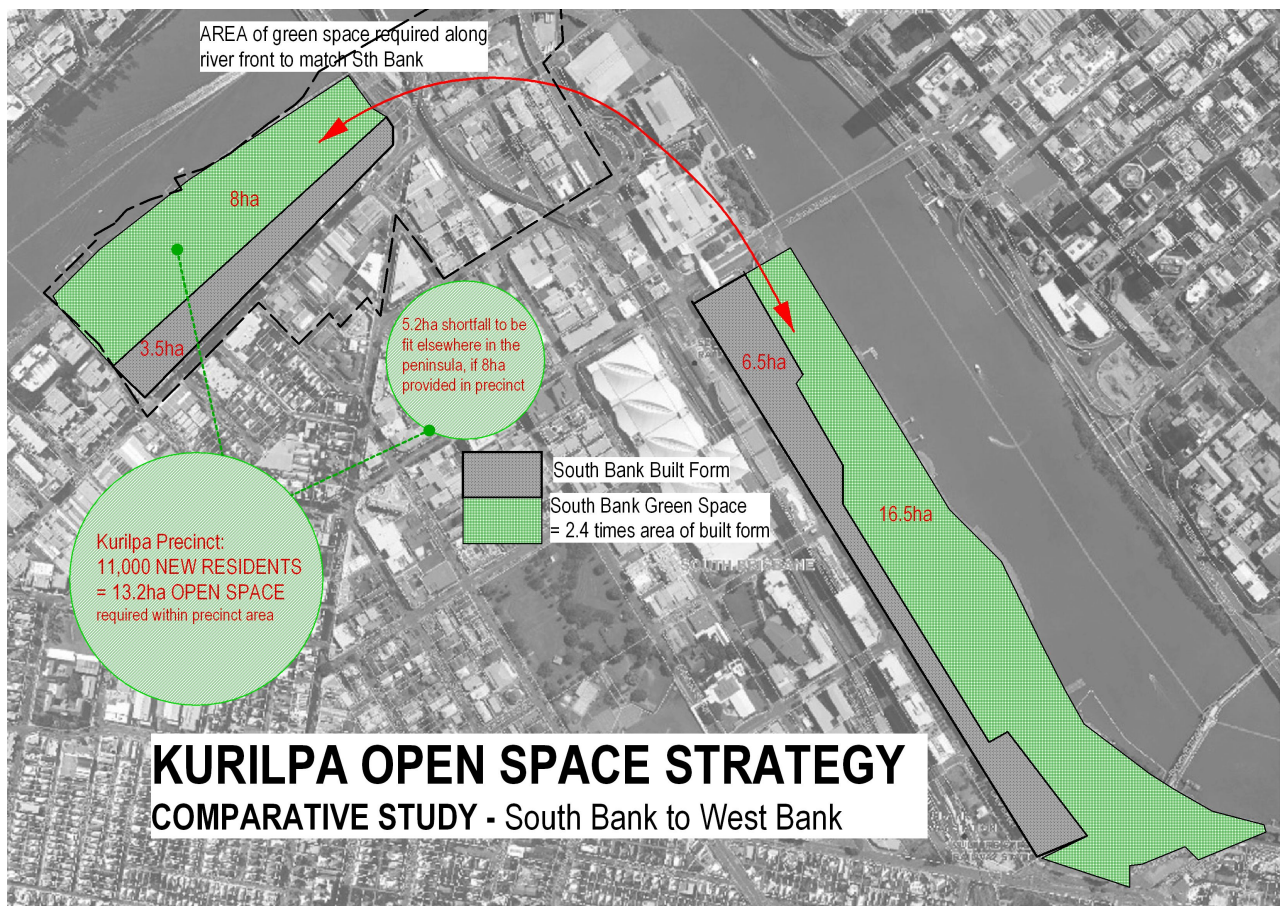 AREA of green space required along
river front to match Sth Bank
8ha
3.5ha
5.2ha shortfall to be
fit elsewhere in the
peninsula, if 8ha
provided in precinct
6.5ha
South Bank Built Form
South Bank Green Space
= 2.4 times area of built form
16.5ha
SOUTH BRISBANE
Kurilpa Precinct:
11,000 NEW RESIDENTS
= 13.2ha OPEN SPACE
required within precinct area
KURILPA OPEN SPACE STRATEGY
COMPARATIVE STUDY - South Bank to West Bank